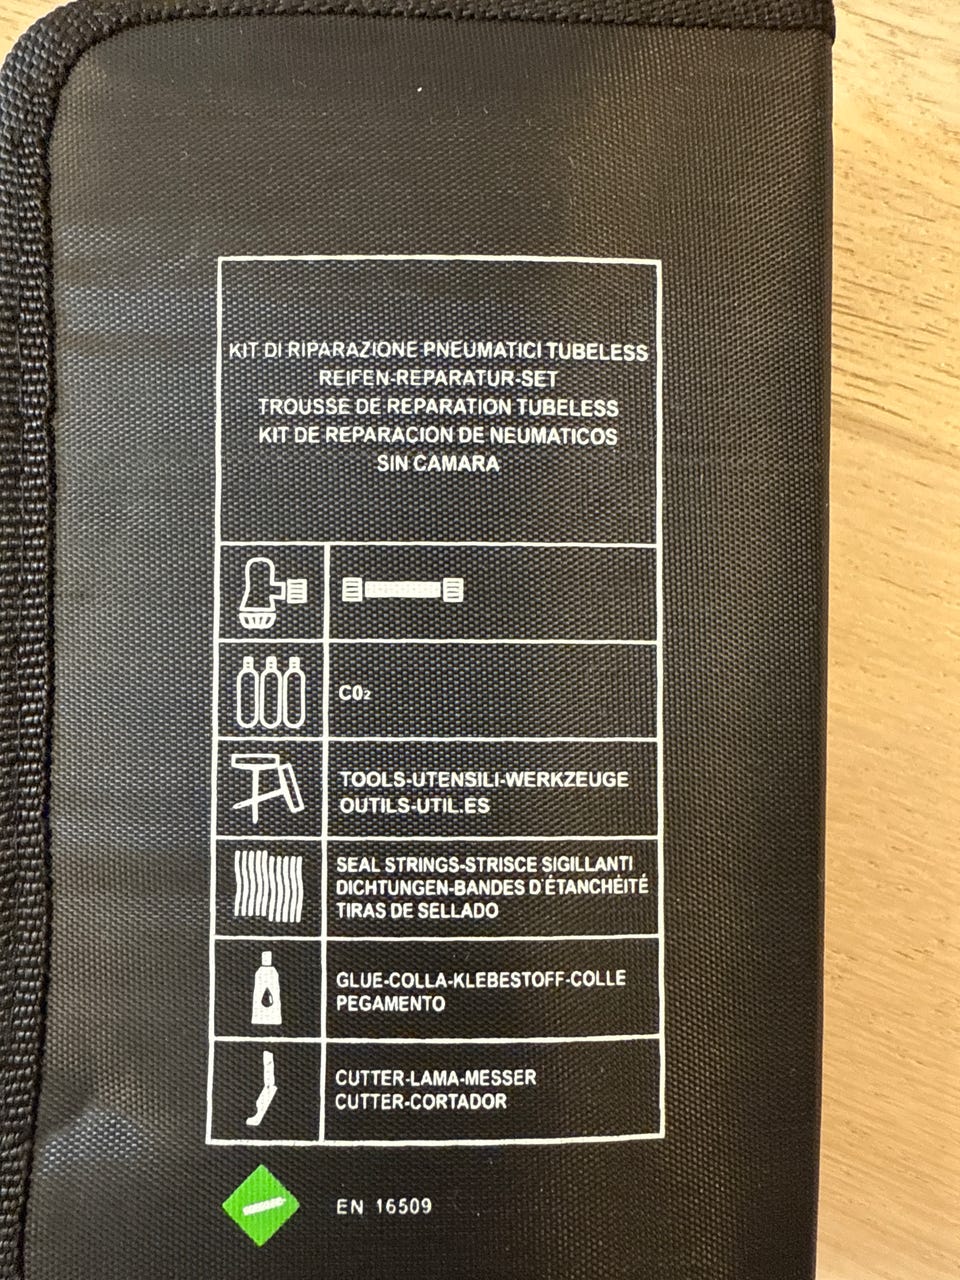 KIT DI RIPARAZIONE PNEUMATICI TUBELESS
REIFEN-REPARATUR-SET
TROUSSE DE REPARATION TUBELESS
KIT DE REPARACION DE NEUMATICOS
SIN CAMARA
C0₂
TOOLS-UTENSILI-WERKZEUGE
OUTILS-UTIL.ES
SEAL STRINGS-STRISCE SIGILLANTI
DICHTUNGEN-BANDES D'ÉTANCHÉITÉ
TIRAS DE SELLADO
GLUE-COLLA-KLEBESTOFF-COLLE
PEGAMENTO
CUTTER-LAMA-MESSER
CUTTER-CORTADOR
EN 16509